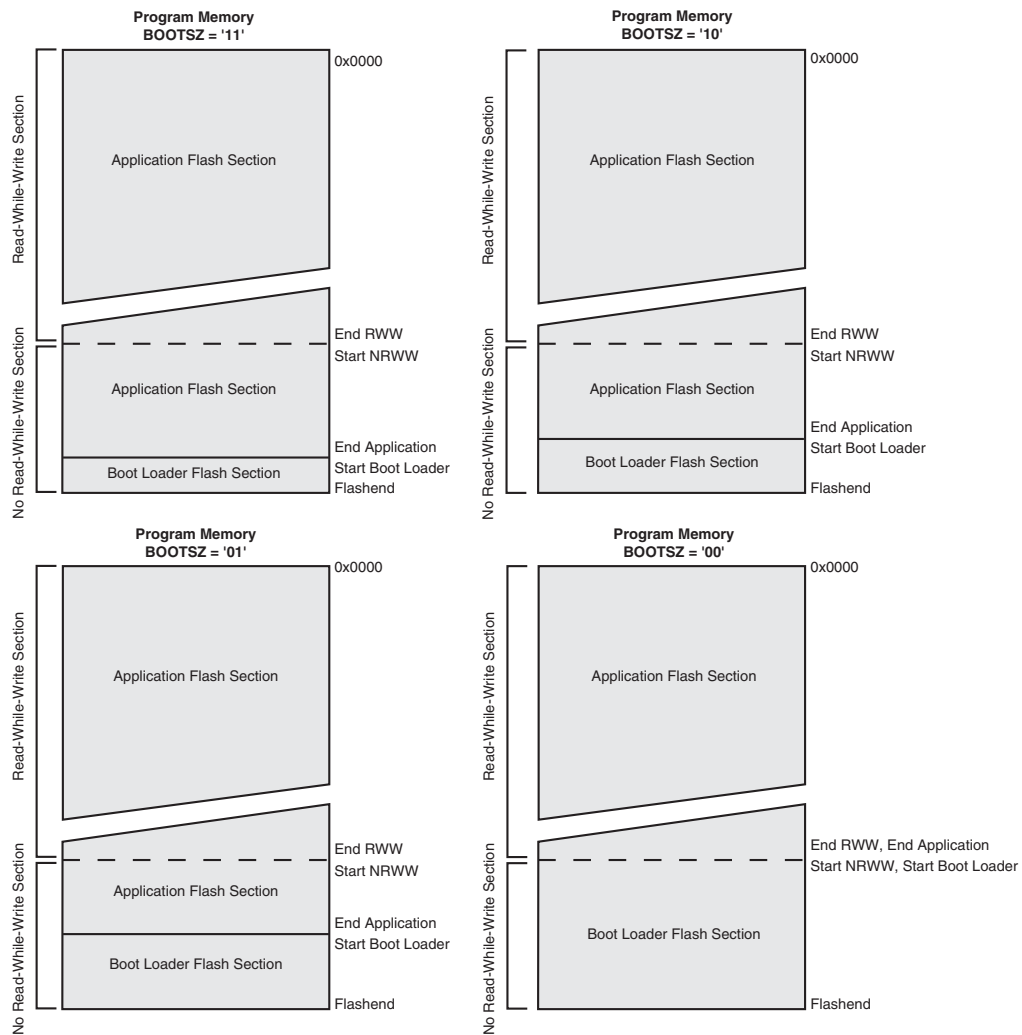 Program Memory
BOOTSZ = '11'
0x0000
Read-While-Write Section
Application Flash Section
End RWW
Start NRWW
No Read-While-Write Section
Application Flash Section
End Application
Start Boot Loader
Boot Loader Flash Section
Flashend
Program Memory
BOOTSZ = '10'
0x0000
Read-While-Write Section
Application Flash Section
End RWW
Start NRWW
No Read-While-Write Section
Application Flash Section
End Application
Start Boot Loader
Boot Loader Flash Section
Flashend
Program Memory
BOOTSZ = '01'
0x0000
Read-While-Write Section
Application Flash Section
End RWW
Start NRWW
No Read-While-Write Section
Application Flash Section
End Application
Start Boot Loader
Boot Loader Flash Section
Flashend
Program Memory
BOOTSZ = '00'
0x0000
Read-While-Write Section
Application Flash Section
End RWW, End Application
Start NRWW, Start Boot Loader
No Read-While-Write Section
Boot Loader Flash Section
Flashend